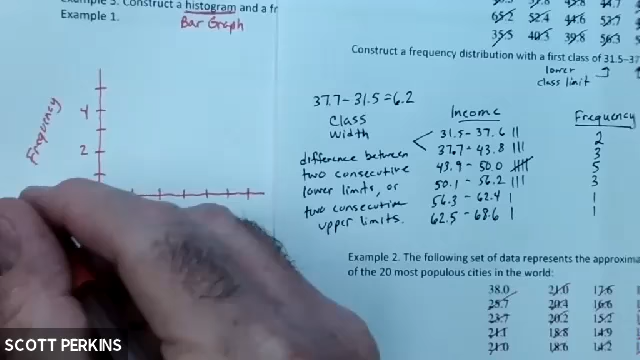 Construct a histogram and a fr
Example 1.
Bar Graph
Frequency
4
2
65.2 52.4 44.6 53.7
35.5 40.3 39.8 56.3
Construct a frequency distribution with a first class of 31.5-37
lower
class limit
37.7-31.5=6.2
Class
Width
difference between
two consecutive
lower limits, or
two consecutive
upper limits.
Income Frequency
31.5-37.6 || 2
37.7-43.8 ||| 3
43.9-50.0 5
50.1-56.2 ||| 3
56.3-62.4 | 1
62.5-68.6 | 1
Example 2. The following set of data represents the approxima
of the 20 most populous cities in the world:
38.0 21.0 17.6
25.7 20.4 16.6
23.7 20.2 15.2
21.1 18.8 14.9
21.0 18.6 14.2
SCOTT PERKINS